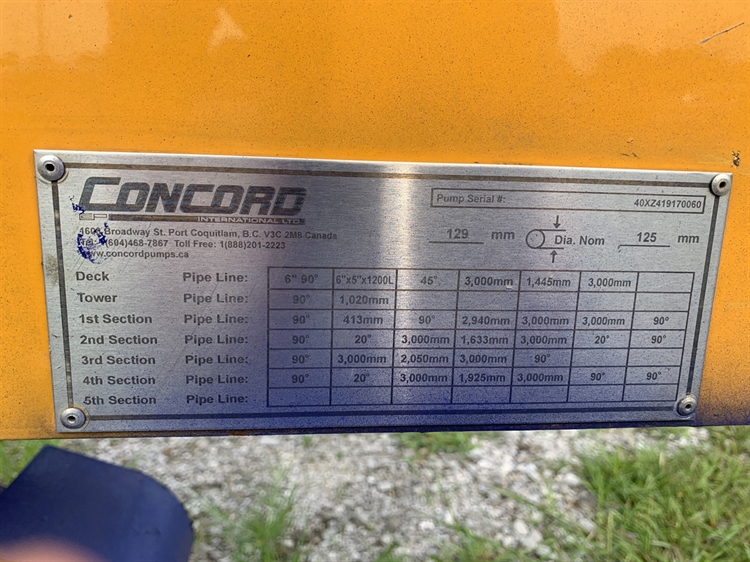 CONCORD
CP INTERNATIONAL LTD.
Broadway St. Port Coquitlam, B.C. V3C 2M8 Canada
Tel: (604)468-7867 Toll Free: 1(888)201-2223
www.concordpumps.ca
Pump Serial #: 40XZ419170060
129 mm Dia. Nom 125 mm
Deck Pipe Line: 6" 90° 6"x5"x1200L 45° 3,000mm 1,445mm 3,000mm
Tower Pipe Line: 90° 1,020mm
1st Section Pipe Line: 90° 413mm 90° 2,940mm 3,000mm 3,000mm 90°
2nd Section Pipe Line: 90° 20° 3,000mm 1,633mm 3,000mm 20° 90°
3rd Section Pipe Line: 90° 3,000mm 2,050mm 3,000mm 90°
4th Section Pipe Line: 90° 20° 3,000mm 1,925mm 3,000mm 90° 90°
5th Section Pipe Line: